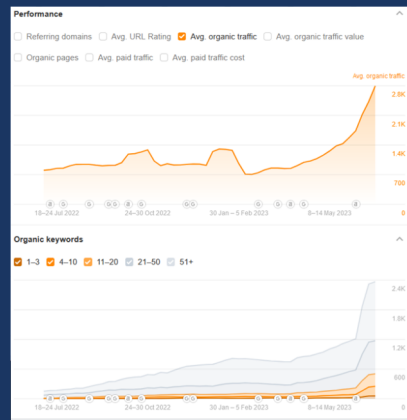 Performance
Referring domains Avg. URL Rating Avg. organic traffic Avg. organic traffic value
Organic pages Avg. paid traffic Avg. paid traffic cost
Avg. organic traffic
2.8K
2.1K
1.4K
700
18–24 Jul 2022 24–30 Oct 2022 30 Jan – 5 Feb 2023 8–14 May 2023 0
Organic keywords
1–3 4–10 11–20 21–50 51+
2.4K
1.8K
1.2K
600
18–24 Jul 2022 24–30 Oct 2022 30 Jan – 5 Feb 2023 8–14 May 2023 0